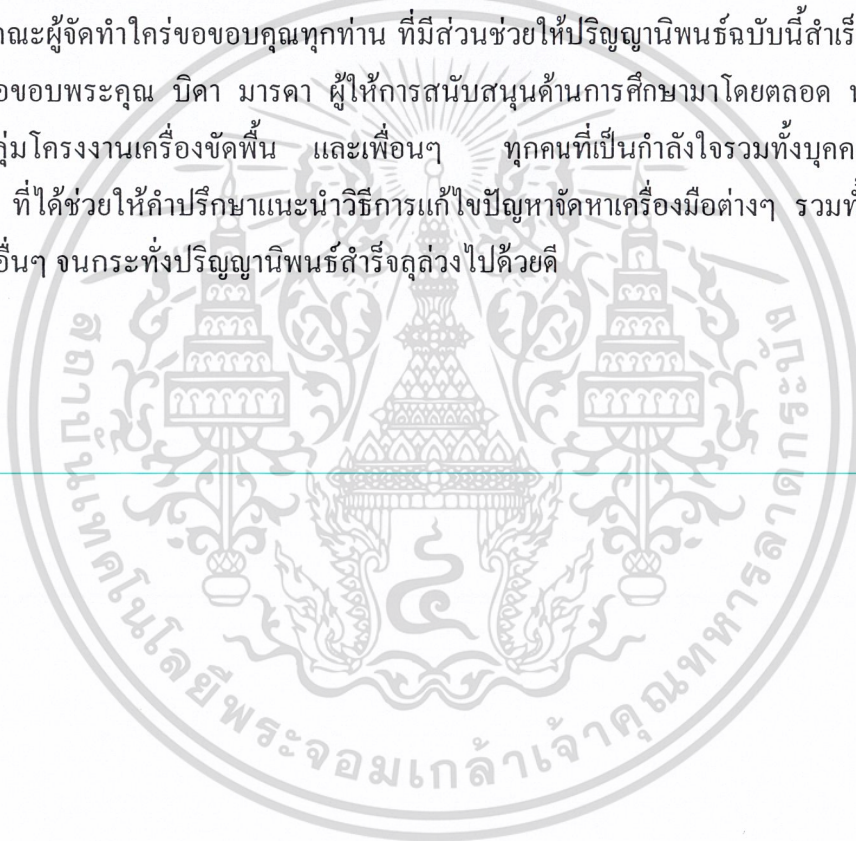 ณะผู้จัดทำใคร่ขอขอบคุณทุกท่าน ที่มีส่วนช่วยให้ปริญญานิพนธ์ฉบับนี้สำเร็
อขอบพระคุณ บิดา มารดา ผู้ให้การสนับสนุนด้านการศึกษามาโดยตลอด
ลุ่มโครงงานเครื่องขัดพื้น และเพื่อนๆ ทุกคนที่เป็นกำลังใจรวมทั้งบุคค
ที่ได้ช่วยให้คำปรึกษาแนะนำวิธีการแก้ไขปัญหาจัดหาเครื่องมือต่างๆ รวมทั้
อื่นๆ จนกระทั่งปริญญานิพนธ์สำเร็จลุล่วงไปด้วยดี
สถาบันเทคโนโลยีพระจอมเกล้าเจ้าคุณทหารลาดกระบัง